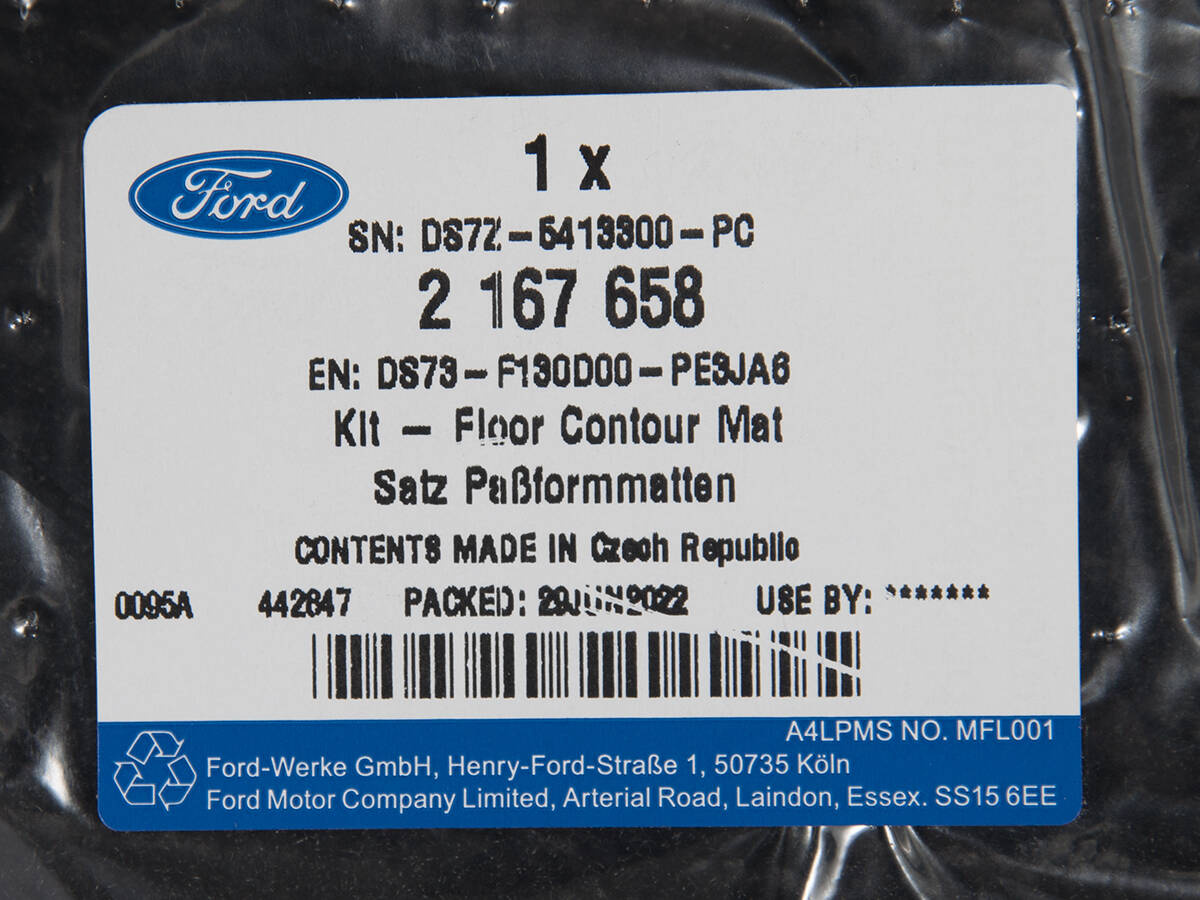 Ford
1 x
SN: DS7Z-5413300-PC
2 167 658
EN: DS73-F130D00-PE3JA6
Kit - Floor Contour Mat
Satz Paßformmatten
CONTENTS MADE IN Czech Republic
0095A 442847 PACKED: 29JUN2022 USE BY: *******
A4LPMS NO. MFL001
Ford-Werke GmbH, Henry-Ford-Straße 1, 50735 Köln
Ford Motor Company Limited, Arterial Road, Laindon, Essex. SS15 6EE